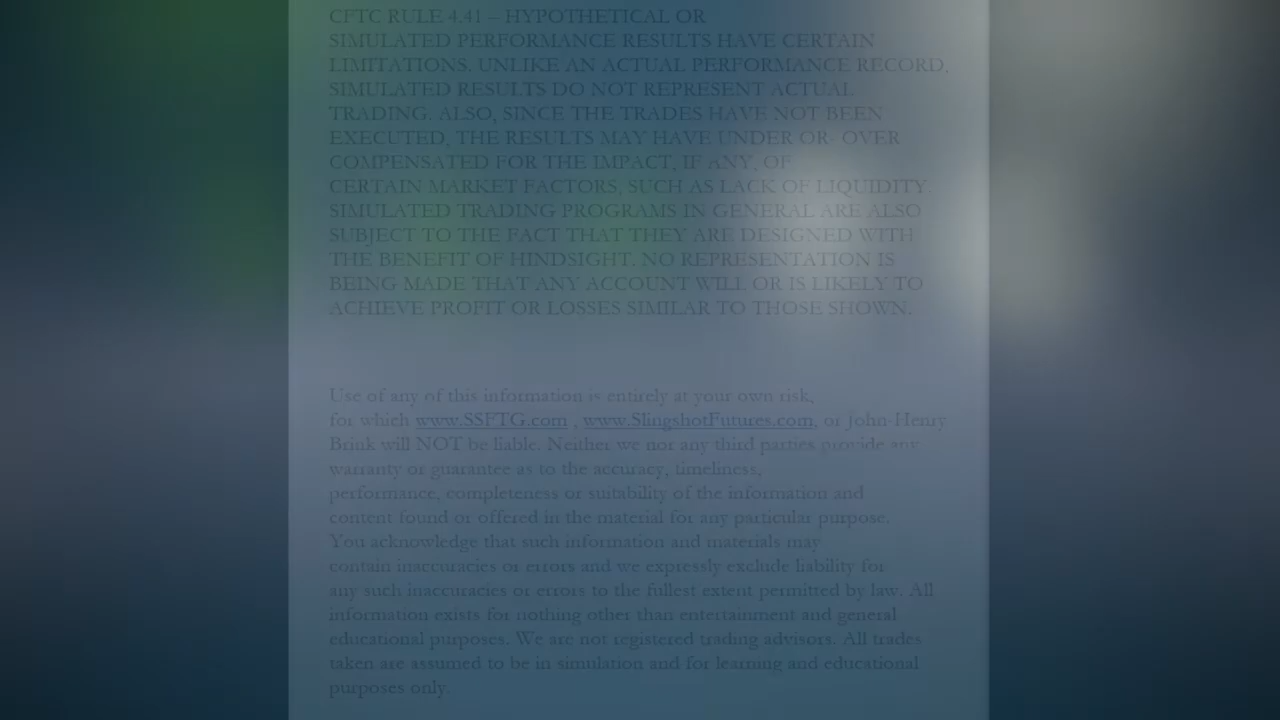 CFTC RULE 4.41 – HYPOTHETICAL OR
SIMULATED PERFORMANCE RESULTS HAVE CERTAIN
LIMITATIONS. UNLIKE AN ACTUAL PERFORMANCE RECORD,
SIMULATED RESULTS DO NOT REPRESENT ACTUAL
TRADING. ALSO, SINCE THE TRADES HAVE NOT BEEN
EXECUTED, THE RESULTS MAY HAVE UNDER-OR- OVER
COMPENSATED FOR THE IMPACT, IF ANY, OF
CERTAIN MARKET FACTORS, SUCH AS LACK OF LIQUIDITY.
SIMULATED TRADING PROGRAMS IN GENERAL ARE ALSO
SUBJECT TO THE FACT THAT THEY ARE DESIGNED WITH
THE BENEFIT OF HINDSIGHT. NO REPRESENTATION IS
BEING MADE THAT ANY ACCOUNT WILL OR IS LIKELY TO
ACHIEVE PROFIT OR LOSSES SIMILAR TO THOSE SHOWN.
Use of any of this information is entirely at your own risk,
for which www.SSFTG.com , www.SlingshotFutures.com, or John-Henry
Brink will NOT be liable. Neither we nor any third parties provide any
warranty or guarantee as to the accuracy, timeliness,
performance, completeness or suitability of the information and
content found or offered in the material for any particular purpose.
You acknowledge that such information and materials may
contain inaccuracies or errors and we expressly exclude liability for
any such inaccuracies or errors to the fullest extent permitted by law. All
information exists for nothing other than entertainment and general
educational purposes. We are not registered trading advisors. All trades
taken are assumed to be in simulation and for learning and educational
purposes only.